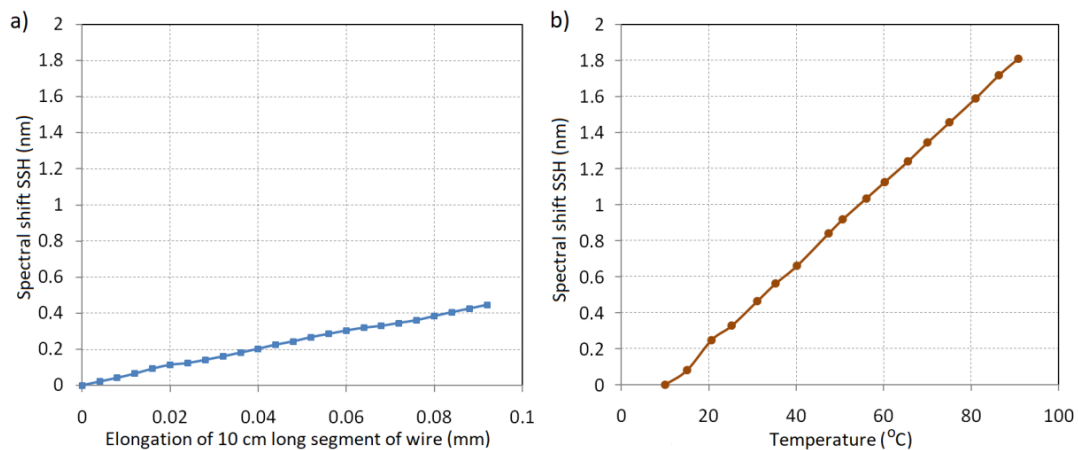 a)
Spectral shift SSH (nm)
2
1.8
1.6
1.4
1.2
1
0.8
0.6
0.4
0.2
0
0 0.02 0.04 0.06 0.08 0.1
Elongation of 10 cm long segment of wire (mm)
b)
Spectral shift SSH (nm)
2
1.8
1.6
1.4
1.2
1
0.8
0.6
0.4
0.2
0
0 20 40 60 80 100
Temperature (°C)